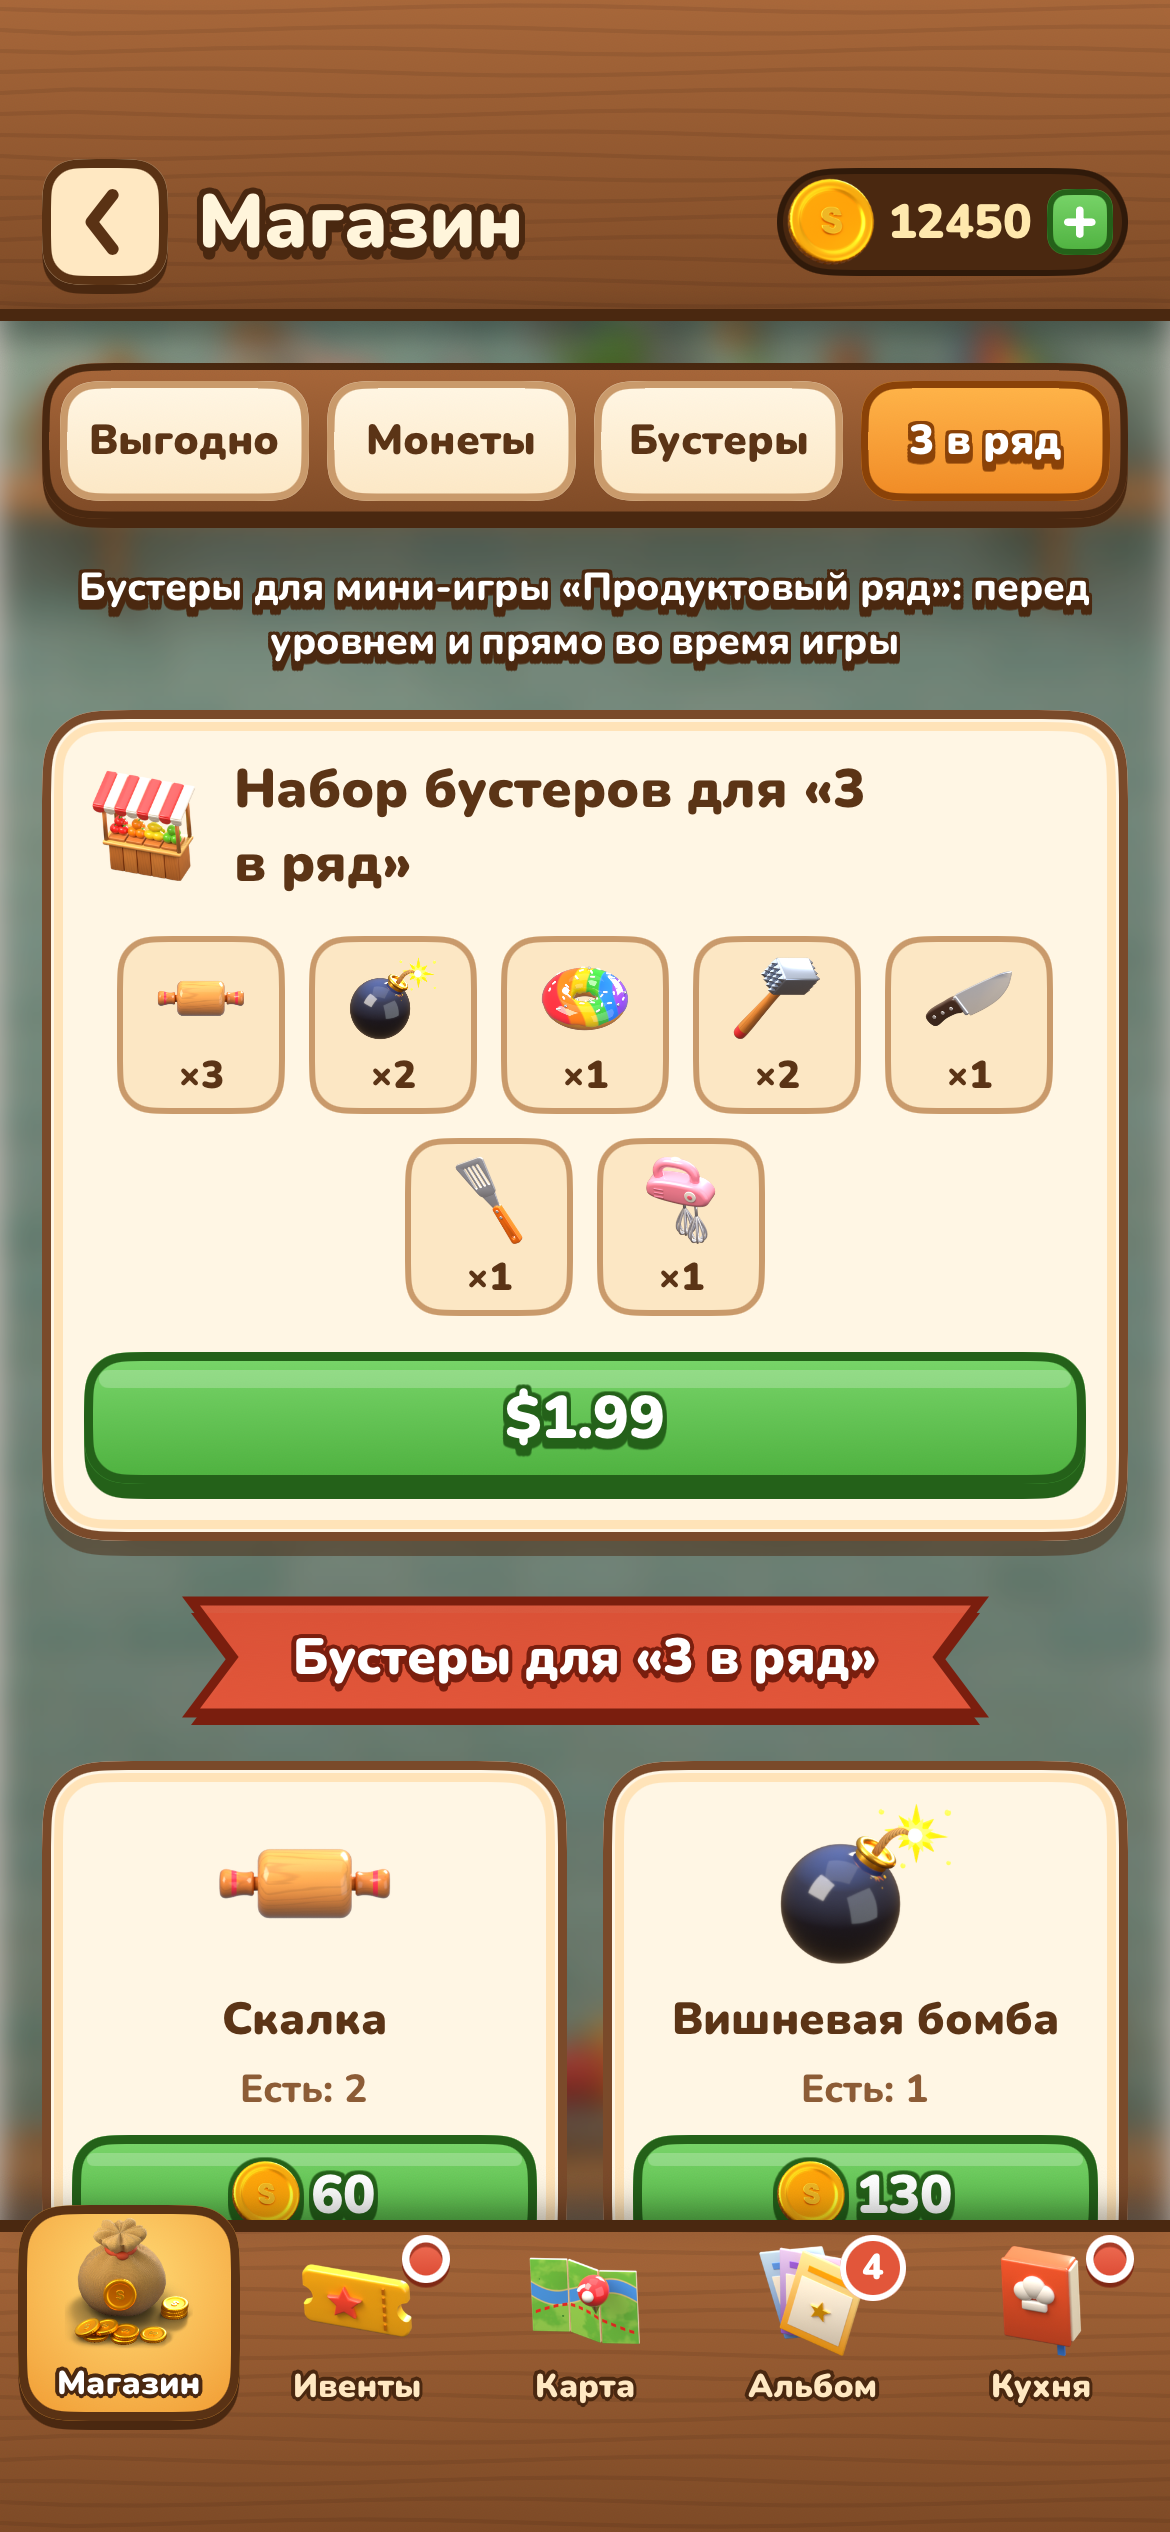 Магазин
12450
Выгодно
Монеты
Бустеры
3 в ряд
Бустеры для мини-игры «Продуктовый ряд»: перед
уровнем и прямо во время игры
Набор бустеров для «3
в ряд»
×3
×2
×1
×2
×1
×1
×1
$1.99
Бустеры для «3 в ряд»
Скалка
Есть: 2
60
Вишневая бомба
Есть: 1
130
Магазин
Ивенты
Карта
4
Альбом
Кухня